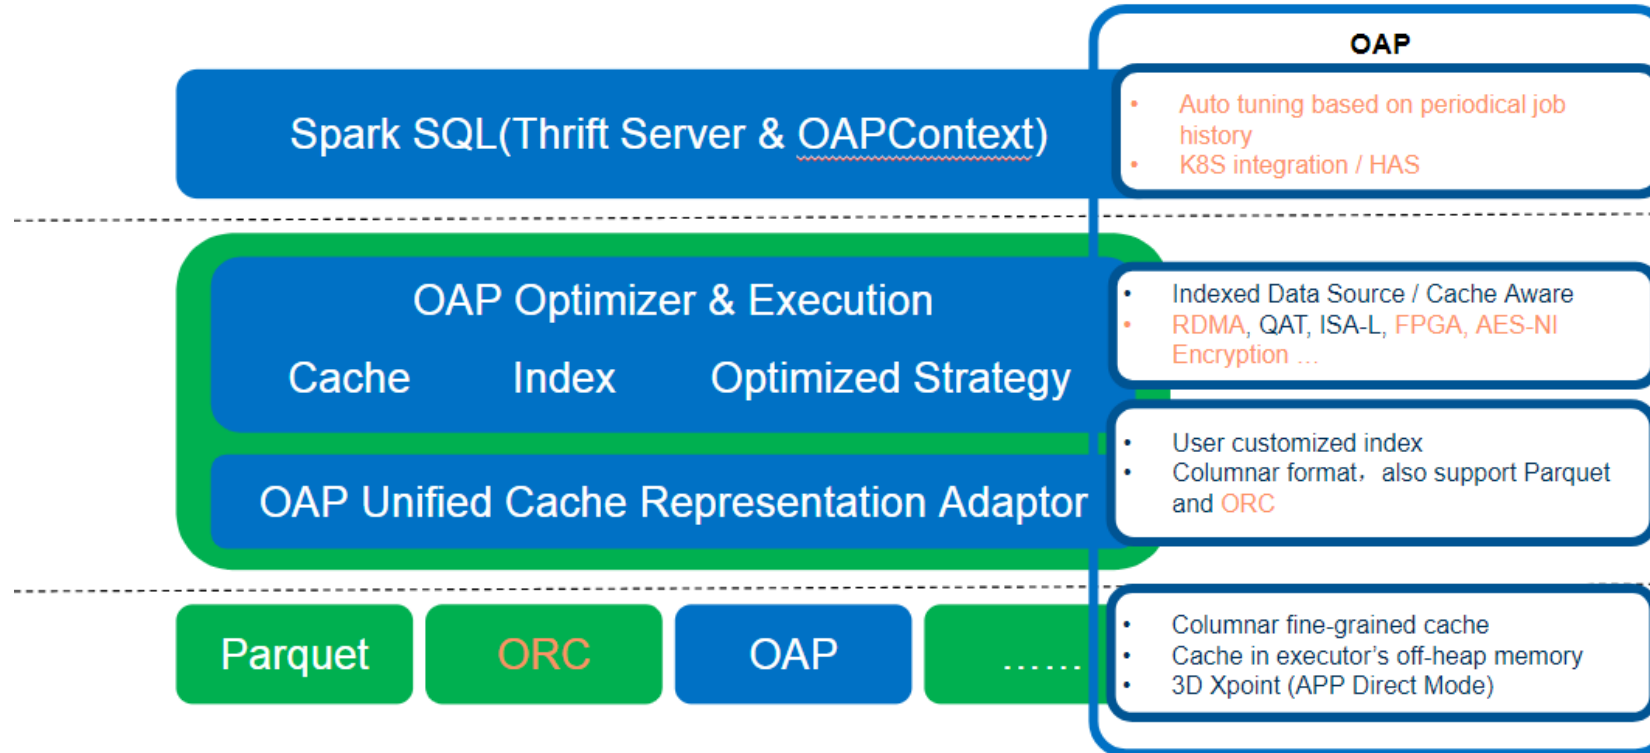 OAP
Spark SQL(Thrift Server & OAPContext)
• Auto tuning based on periodical job
history
• K8S integration / HAS
OAP Optimizer & Execution
Cache Index Optimized Strategy
• Indexed Data Source / Cache Aware
• RDMA, QAT, ISA-L, FPGA, AES-NI
Encryption ...
OAP Unified Cache Representation Adaptor
• User customized index
• Columnar format，also support Parquet
and ORC
Parquet
ORC
OAP
......
• Columnar fine-grained cache
• Cache in executor's off-heap memory
• 3D Xpoint (APP Direct Mode)